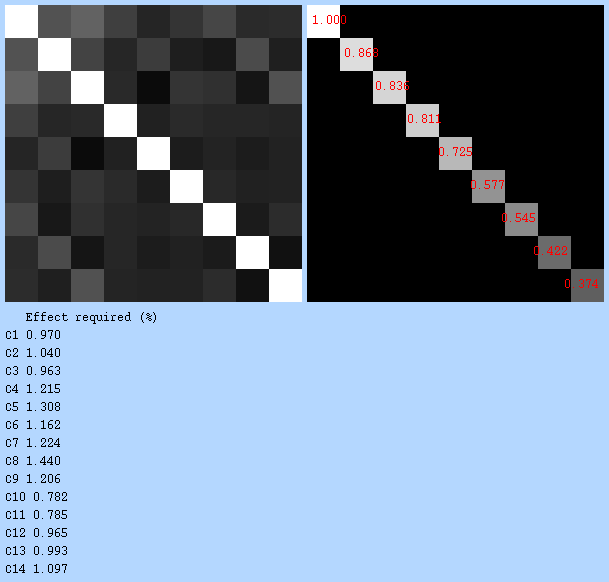 1.000
0.868
0.836
0.811
0.725
0.577
0.545
0.422
0.374
Effect required (%)
C1 0.970
C2 1.040
C3 0.963
C4 1.215
C5 1.308
C6 1.162
C7 1.224
C8 1.440
C9 1.206
C10 0.782
C11 0.785
C12 0.965
C13 0.993
C14 1.097